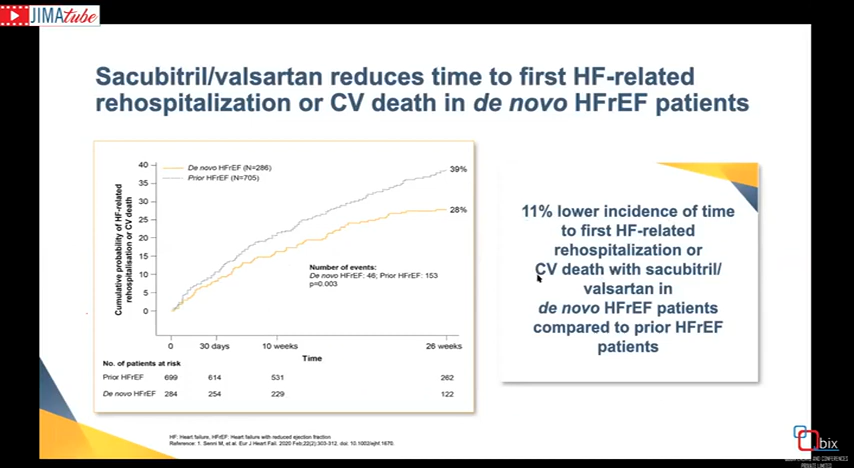 JIMAtube
Sacubitril/valsartan reduces time to first HF-related
rehospitalization or CV death in de novo HFrEF patients
Cumulative probability of HF-related
rehospitalisation or CV death
40
35
30
25
20
15
10
5
0
De novo HFrEF (N=286)
Prior HFrEF (N=705)
39%
28%
Number of events:
De novo HFrEF: 46; Prior HFrEF: 153
p=0.003
0 30 days 10 weeks 26 weeks
Time
No. of patients at risk
Prior HFrEF 699 614 531 262
De novo HFrEF 284 254 229 122
11% lower incidence of time
to first HF-related
rehospitalization or
CV death with sacubitril/
valsartan in
de novo HFrEF patients
compared to prior HFrEF
patients
HF: Heart failure, HFrEF: Heart failure with reduced ejection fraction
Reference: 1. Senni M, et al. Eur J Heart Fail. 2020 Feb;22(2):303-312. doi: 10.1002/ejhf.1670.
bix
AND CONFERENCES
PRIVATE LIMITED